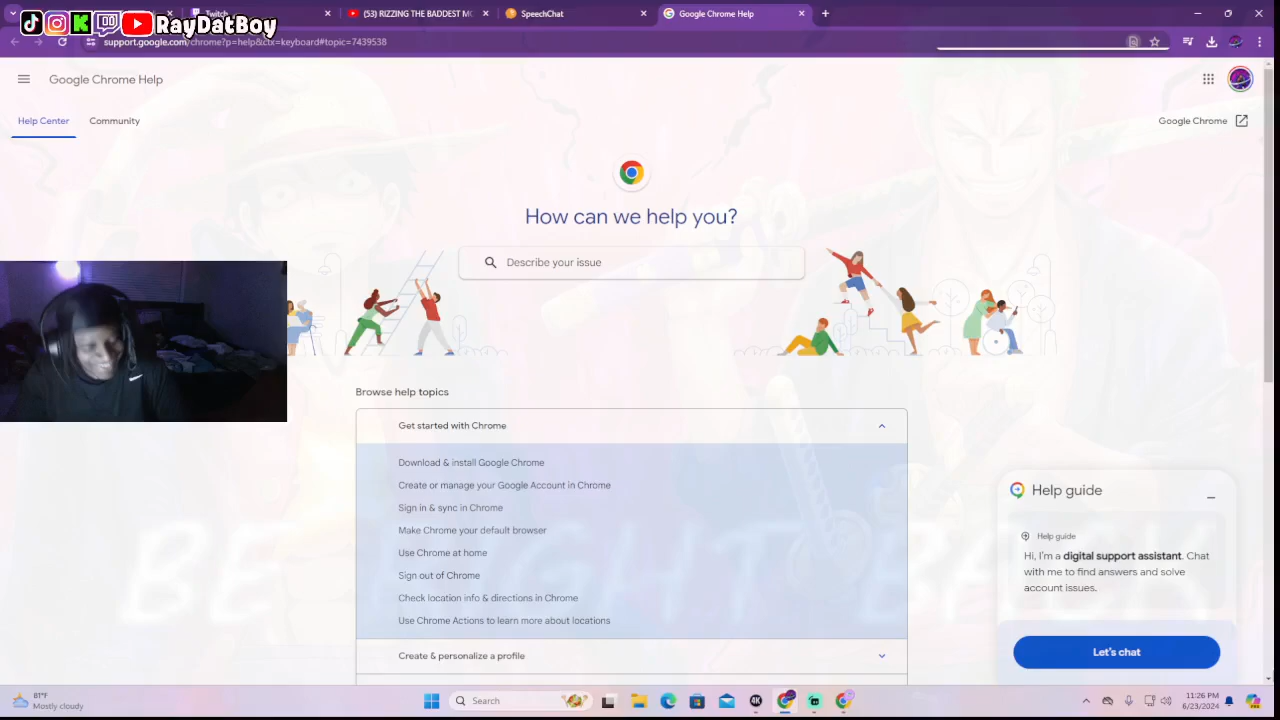 Twitch
(53) RIZZING THE BADDEST M
SpeechChat
Google Chrome Help
RayDatBoy
support.google.com/chrome?p=help&ctx=keyboard#topic=7439538
Google Chrome Help
Help Center
Community
Google Chrome
How can we help you?
Describe your issue
Browse help topics
Get started with Chrome
Download & install Google Chrome
Create or manage your Google Account in Chrome
Sign in & sync in Chrome
Make Chrome your default browser
Use Chrome at home
Sign out of Chrome
Check location info & directions in Chrome
Use Chrome Actions to learn more about locations
Create & personalize a profile
Help guide
Help guide
Hi, I'm a digital support assistant. Chat
with me to find answers and solve
account issues.
Let's chat
BE RIGHT BACK
81°F
Mostly cloudy
Search
4K
11:26 PM
6/23/2024